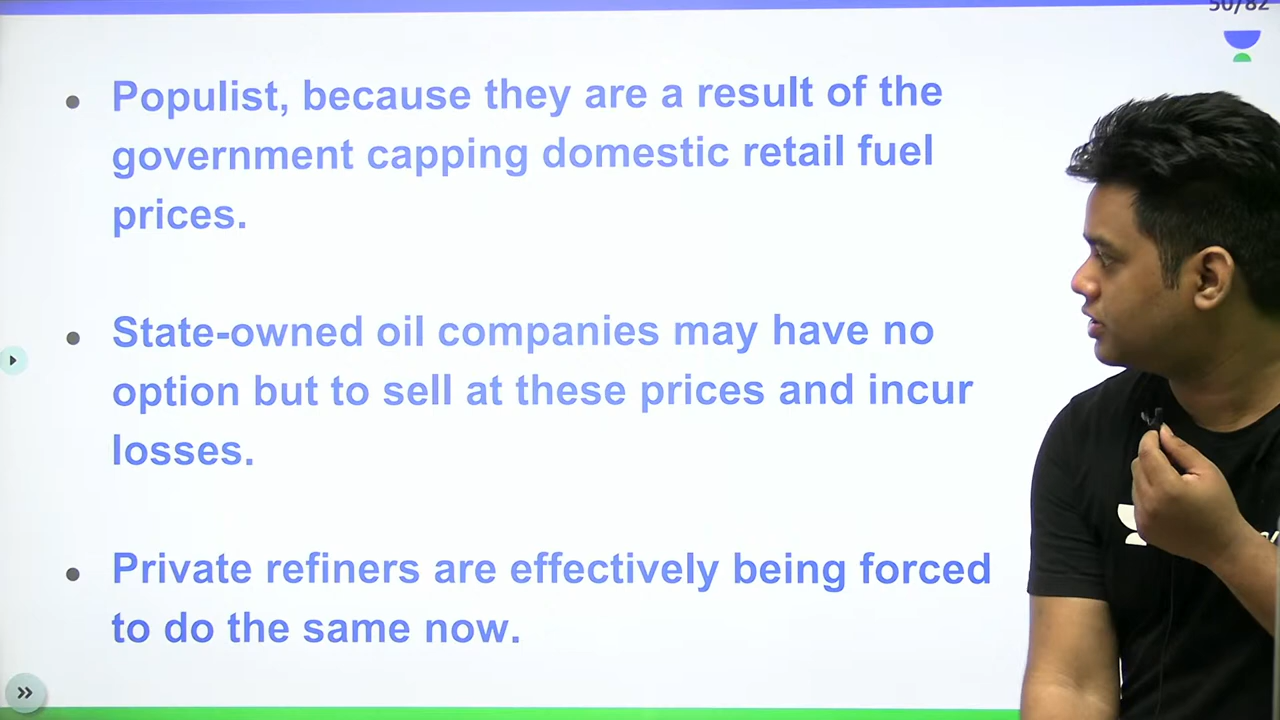 50/82
Populist, because they are a result of the
government capping domestic retail fuel
prices.
State-owned oil companies may have no
option but to sell at these prices and incur
losses.
Private refiners are effectively being forced
to do the same now.